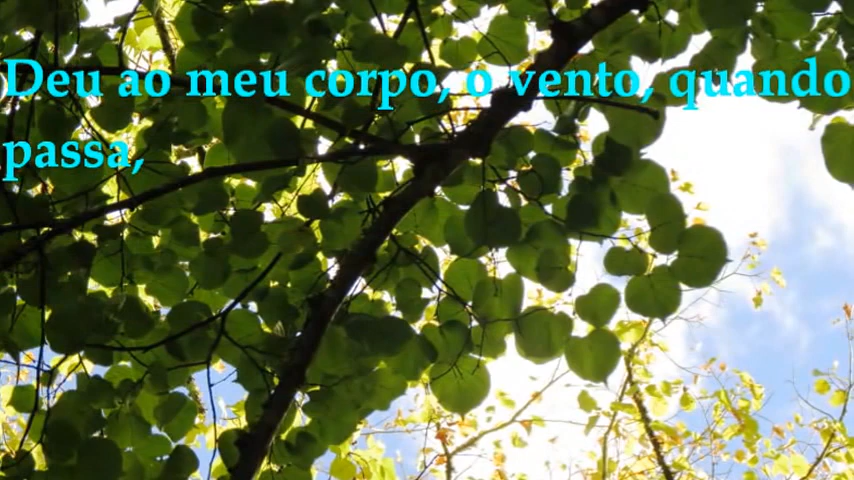 Deu ao meu corpo, o vento, quando
passa,